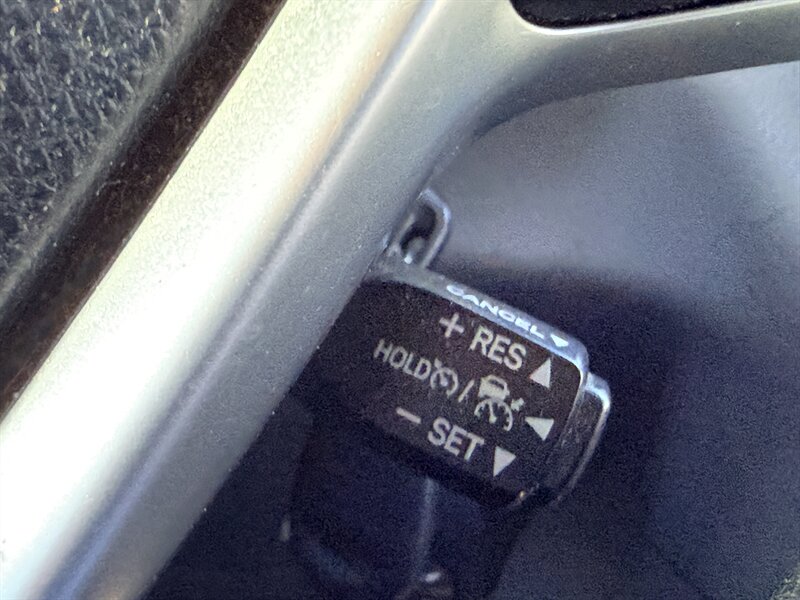 CANCEL
+ RES
HOLD /
- SET